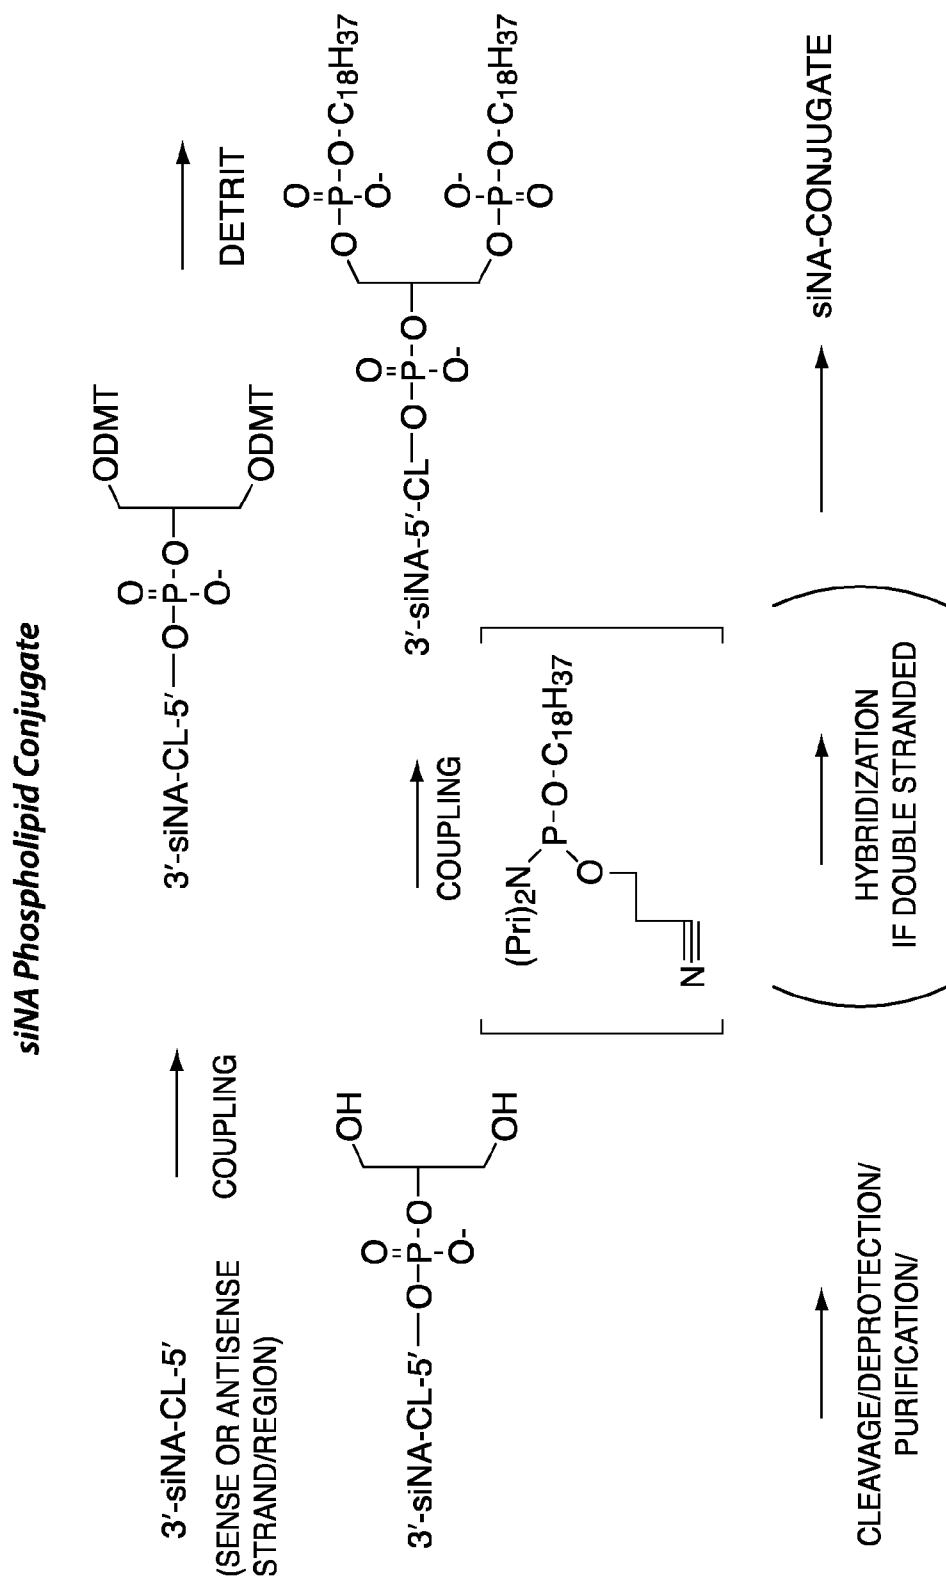 siNA Phospholipid Conjugate
3′-siNA-CL-5′
(SENSE OR ANTISENSE
STRAND/REGION)
COUPLING
3′-siNA-CL-5′—O-P-O
O
O-
ODMT
ODMT
DETRIT
3′-siNA-CL-5′—O-P-O
O
O-
OH
OH
COUPLING
(Pri)2N
P-O-C18H37
O
N
3′-siNA-5′-CL—O-P-O
O
O-
O-P-O-C18H37
O
O-
O-P-O-C18H37
O-
O
CLEAVAGE/DEPROTECTION/
PURIFICATION/
HYBRIDIZATION
IF DOUBLE STRANDED
siNA-CONJUGATE